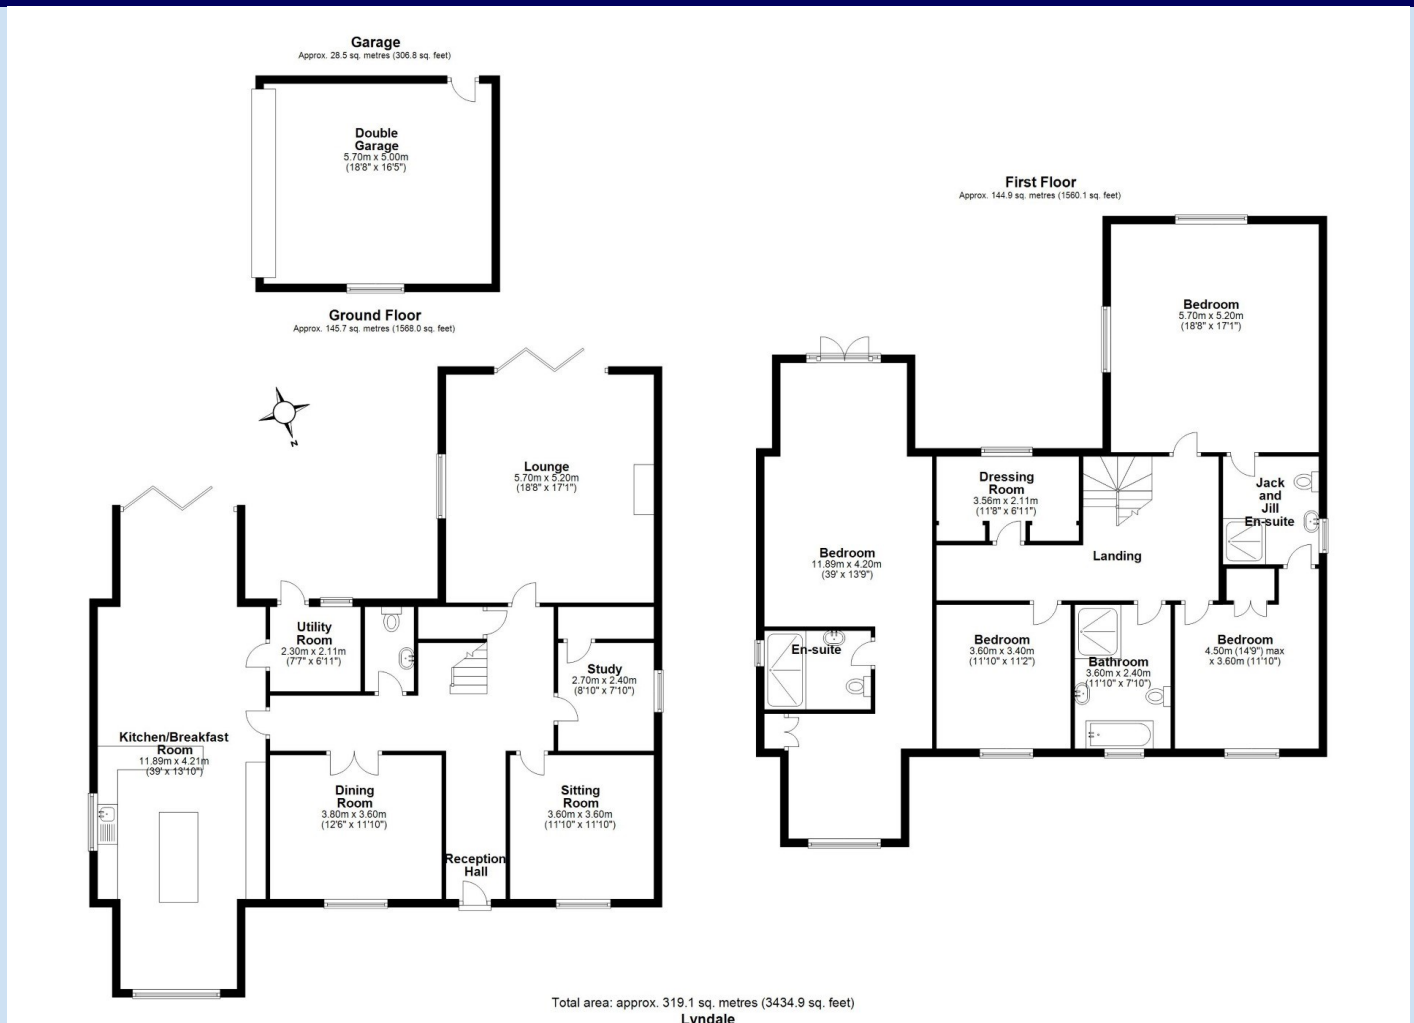 Garage
Approx. 28.5 sq. metres (306.8 sq. feet)
Double
Garage
5.70m x 5.00m
(18'8" x 16'5")
Ground Floor
Approx. 145.7 sq. metres (1568.0 sq. feet)
N
Lounge
5.70m x 5.20m
(18'8" x 17'1")
Utility
Room
2.30m x 2.11m
(7'7" x 6'11")
Study
2.70m x 2.40m
(8'10" x 7'10")
Kitchen/Breakfast
Room
11.89m x 4.21m
(39' x 13'10")
Dining
Room
3.80m x 3.60m
(12'6" x 11'10")
Sitting
Room
3.60m x 3.60m
(11'10" x 11'10")
Reception
Hall
First Floor
Approx. 144.9 sq. metres (1560.1 sq. feet)
Bedroom
5.70m x 5.20m
(18'8" x 17'1")
Dressing
Room
3.56m x 2.11m
(11'8" x 6'11")
Jack
and
Jill
En-suite
Bedroom
11.89m x 4.20m
(39' x 13'9")
Landing
En-suite
Bedroom
3.60m x 3.40m
(11'10" x 11'2")
Bathroom
3.60m x 2.40m
(11'10" x 7'10")
Bedroom
4.50m (14'9") max
x 3.60m (11'10")
Total area: approx. 319.1 sq. metres (3434.9 sq. feet)
Lyndale